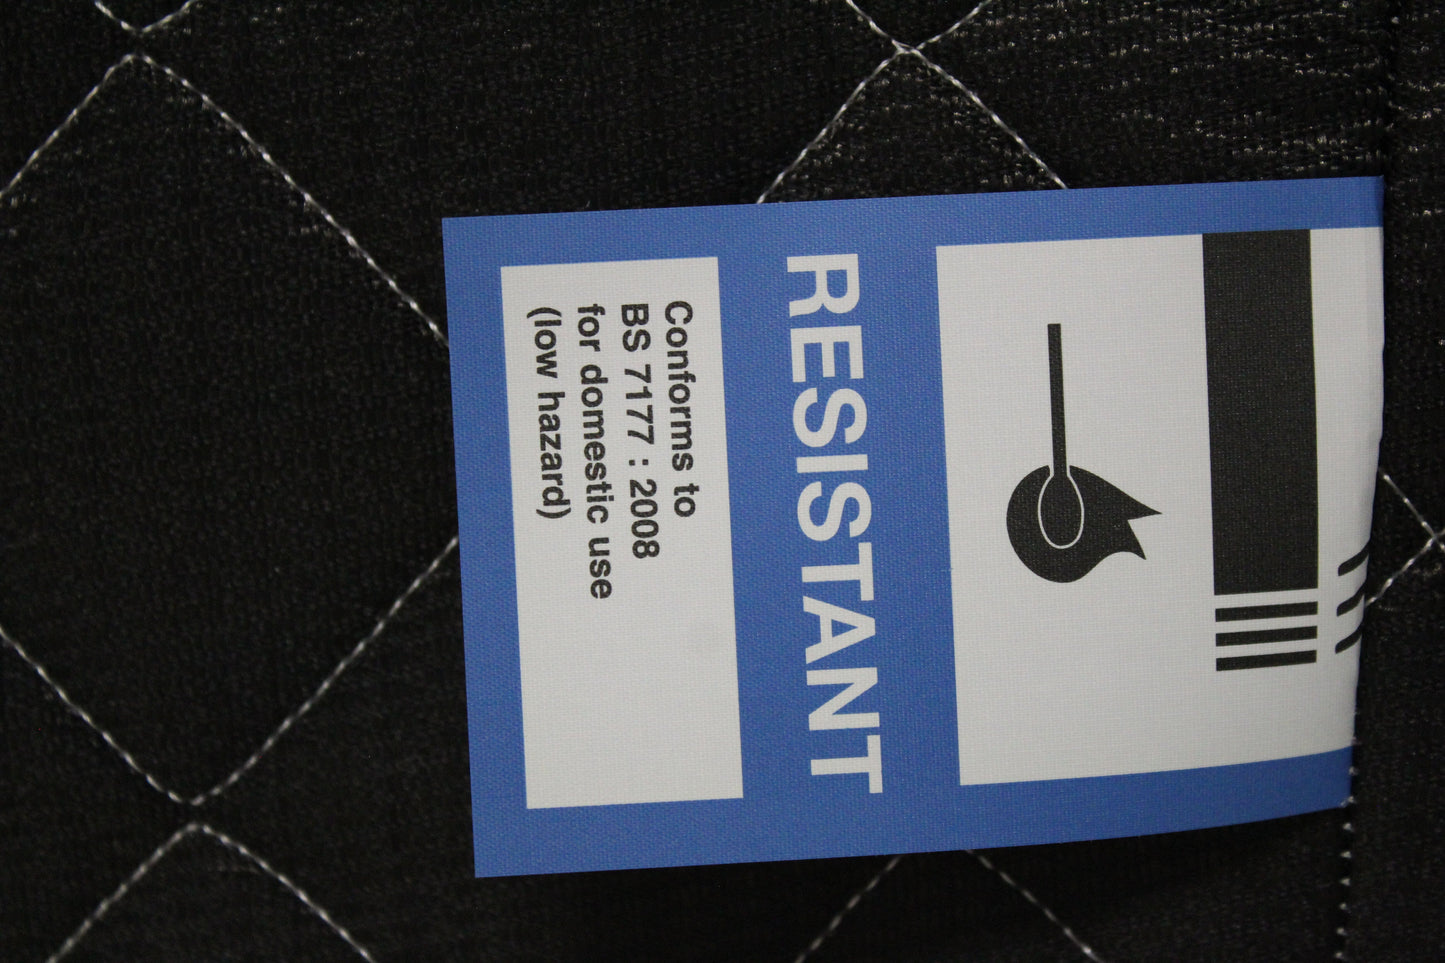 RESISTANT
Conforms to
BS 7177 : 2008
for domestic use
(low hazard)